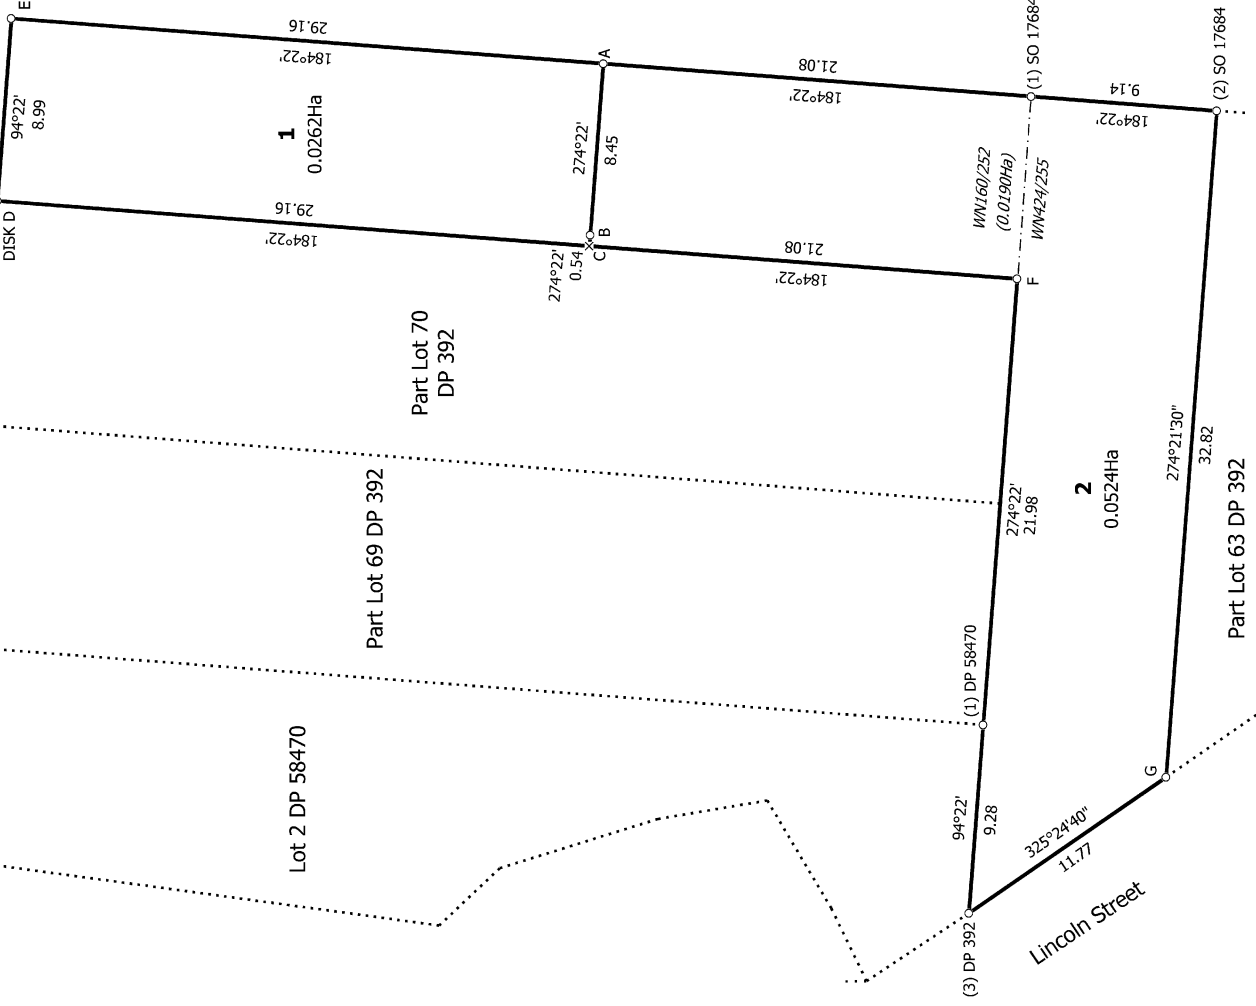 E
29.16
184°22'
94°22'
8.99
1
0.0262Ha
DISK D
29.16
184°22'
A
274°22'
8.45
B
C
274°22'
0.54
21.08
184°22'
21.08
184°22'
(1) SO 17684
9.14
184°22'
(2) SO 17684
WN160/252
(0.0190Ha)
WN424/255
F
Part Lot 70
DP 392
Part Lot 69 DP 392
Lot 2 DP 58470
274°22'
21.98
2
0.0524Ha
274°21'30"
32.82
Part Lot 63 DP 392
(1) DP 58470
94°22'
9.28
G
325°24'40"
11.77
(3) DP 392
Lincoln Street